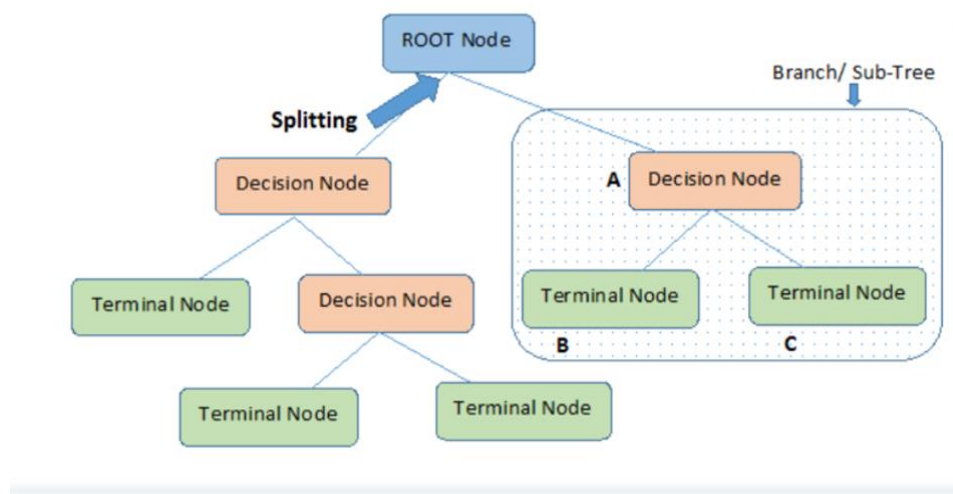 ROOT Node
Branch/ Sub-Tree
Splitting
Decision Node
A Decision Node
Terminal Node
Decision Node
Terminal Node
Terminal Node
B
C
Terminal Node
Terminal Node